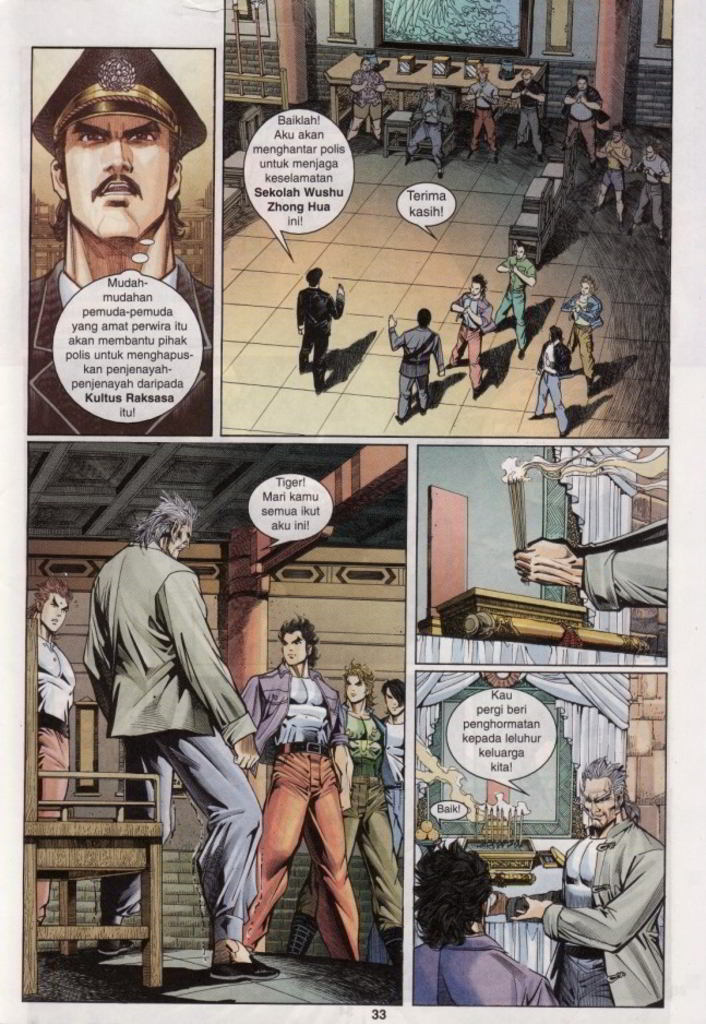 Mudah-
mudahan
pemuda-pemuda
yang amat perwira itu
akan membantu pihak
polis untuk menghapus-
kan penjenayah-
penjenayah daripada
Kultus Raksasa
itu!
Baiklah!
Aku akan
menghantar polis
untuk menjaga
keselamatan
Sekolah Wushu
Zhong Hua
ini!
Terima
kasih!
Tiger!
Mari kamu
semua ikut
aku ini!
Kau
pergi beri
penghormatan
kepada leluhur
keluarga
kita!
Baik!
33